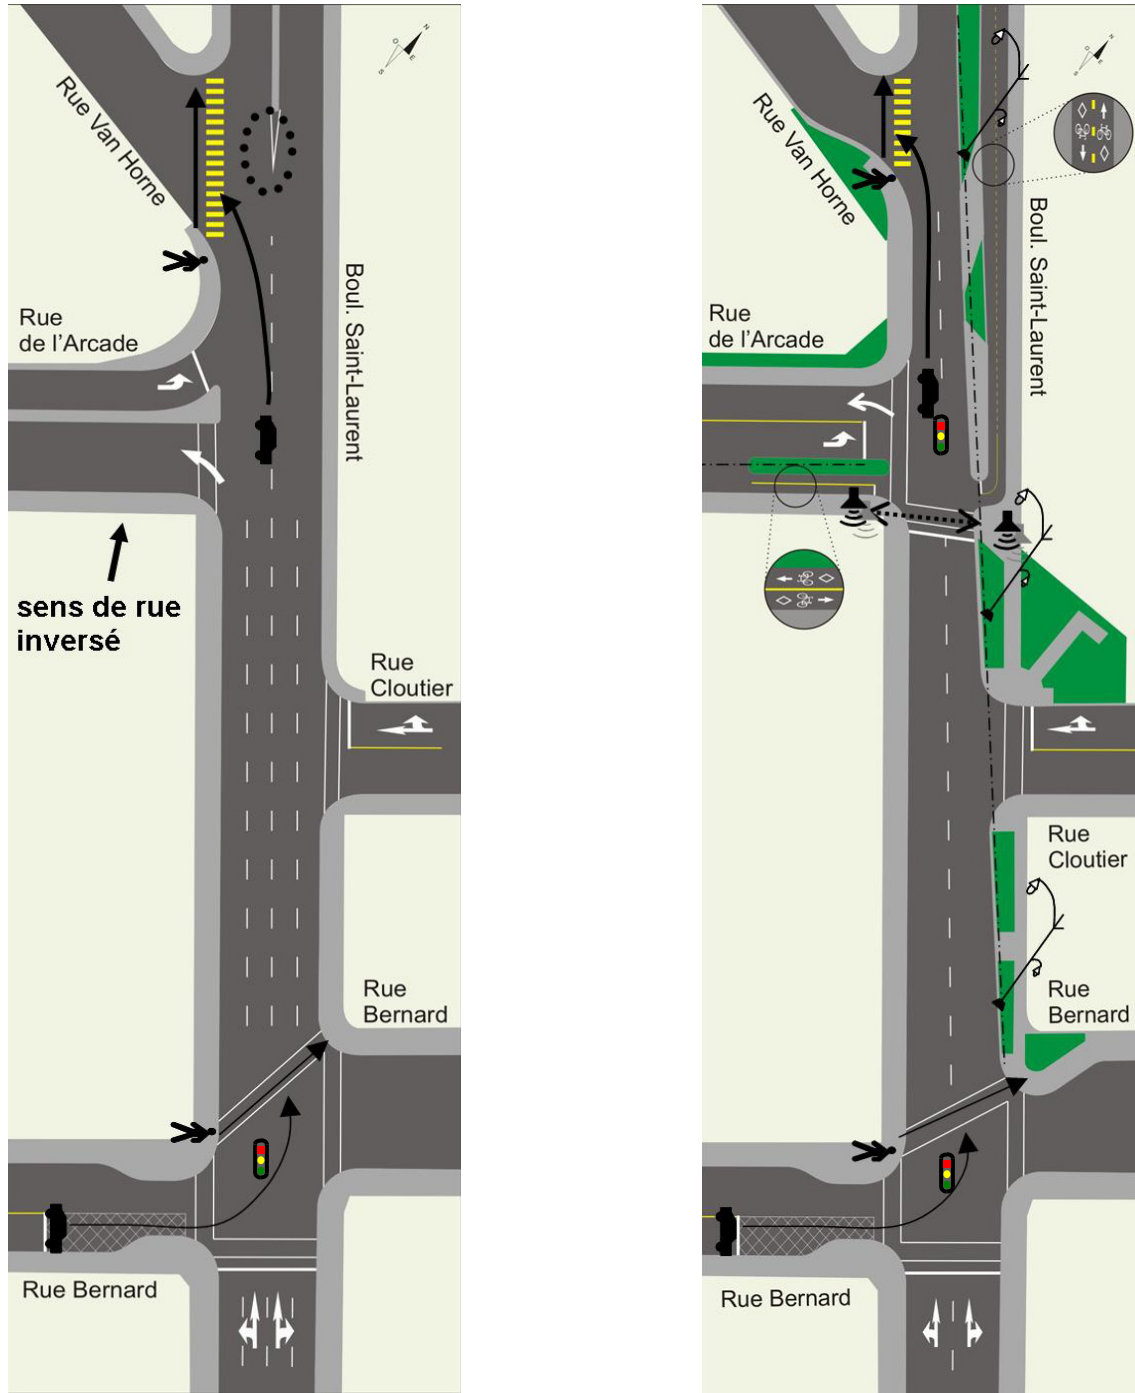 N
O
E
S
Rue Van Horne
Boul. Saint-Laurent
Rue
de l'Arcade
sens de rue
inversé
Rue
Cloutier
Rue
Bernard
Rue Bernard
N
O
E
S
Rue Van Horne
Boul. Saint-Laurent
Rue
de l'Arcade
Rue
Cloutier
Rue
Bernard
Rue Bernard